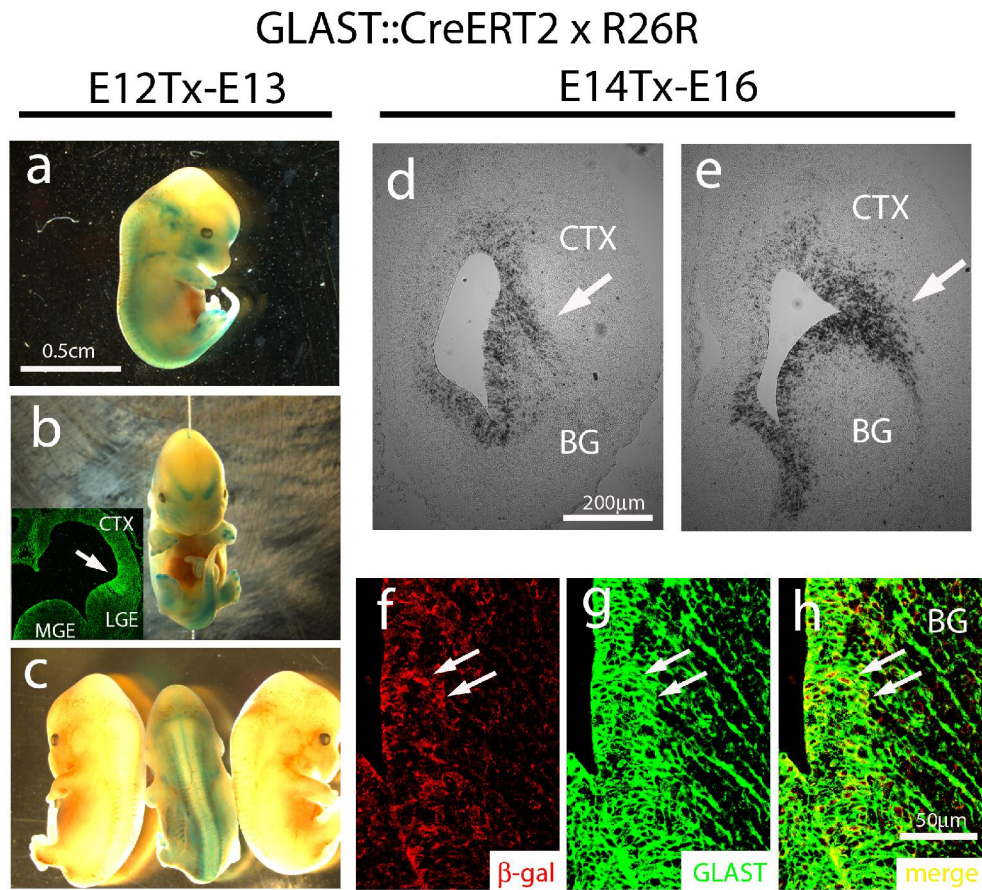 GLAST::CreERT2 x R26R
E12Tx-E13
E14Tx-E16
a
0.5cm
b
CTX
LGE
MGE
c
d
CTX
BG
200μm
e
CTX
BG
f
β-gal
g
GLAST
h
BG
50μm
merge